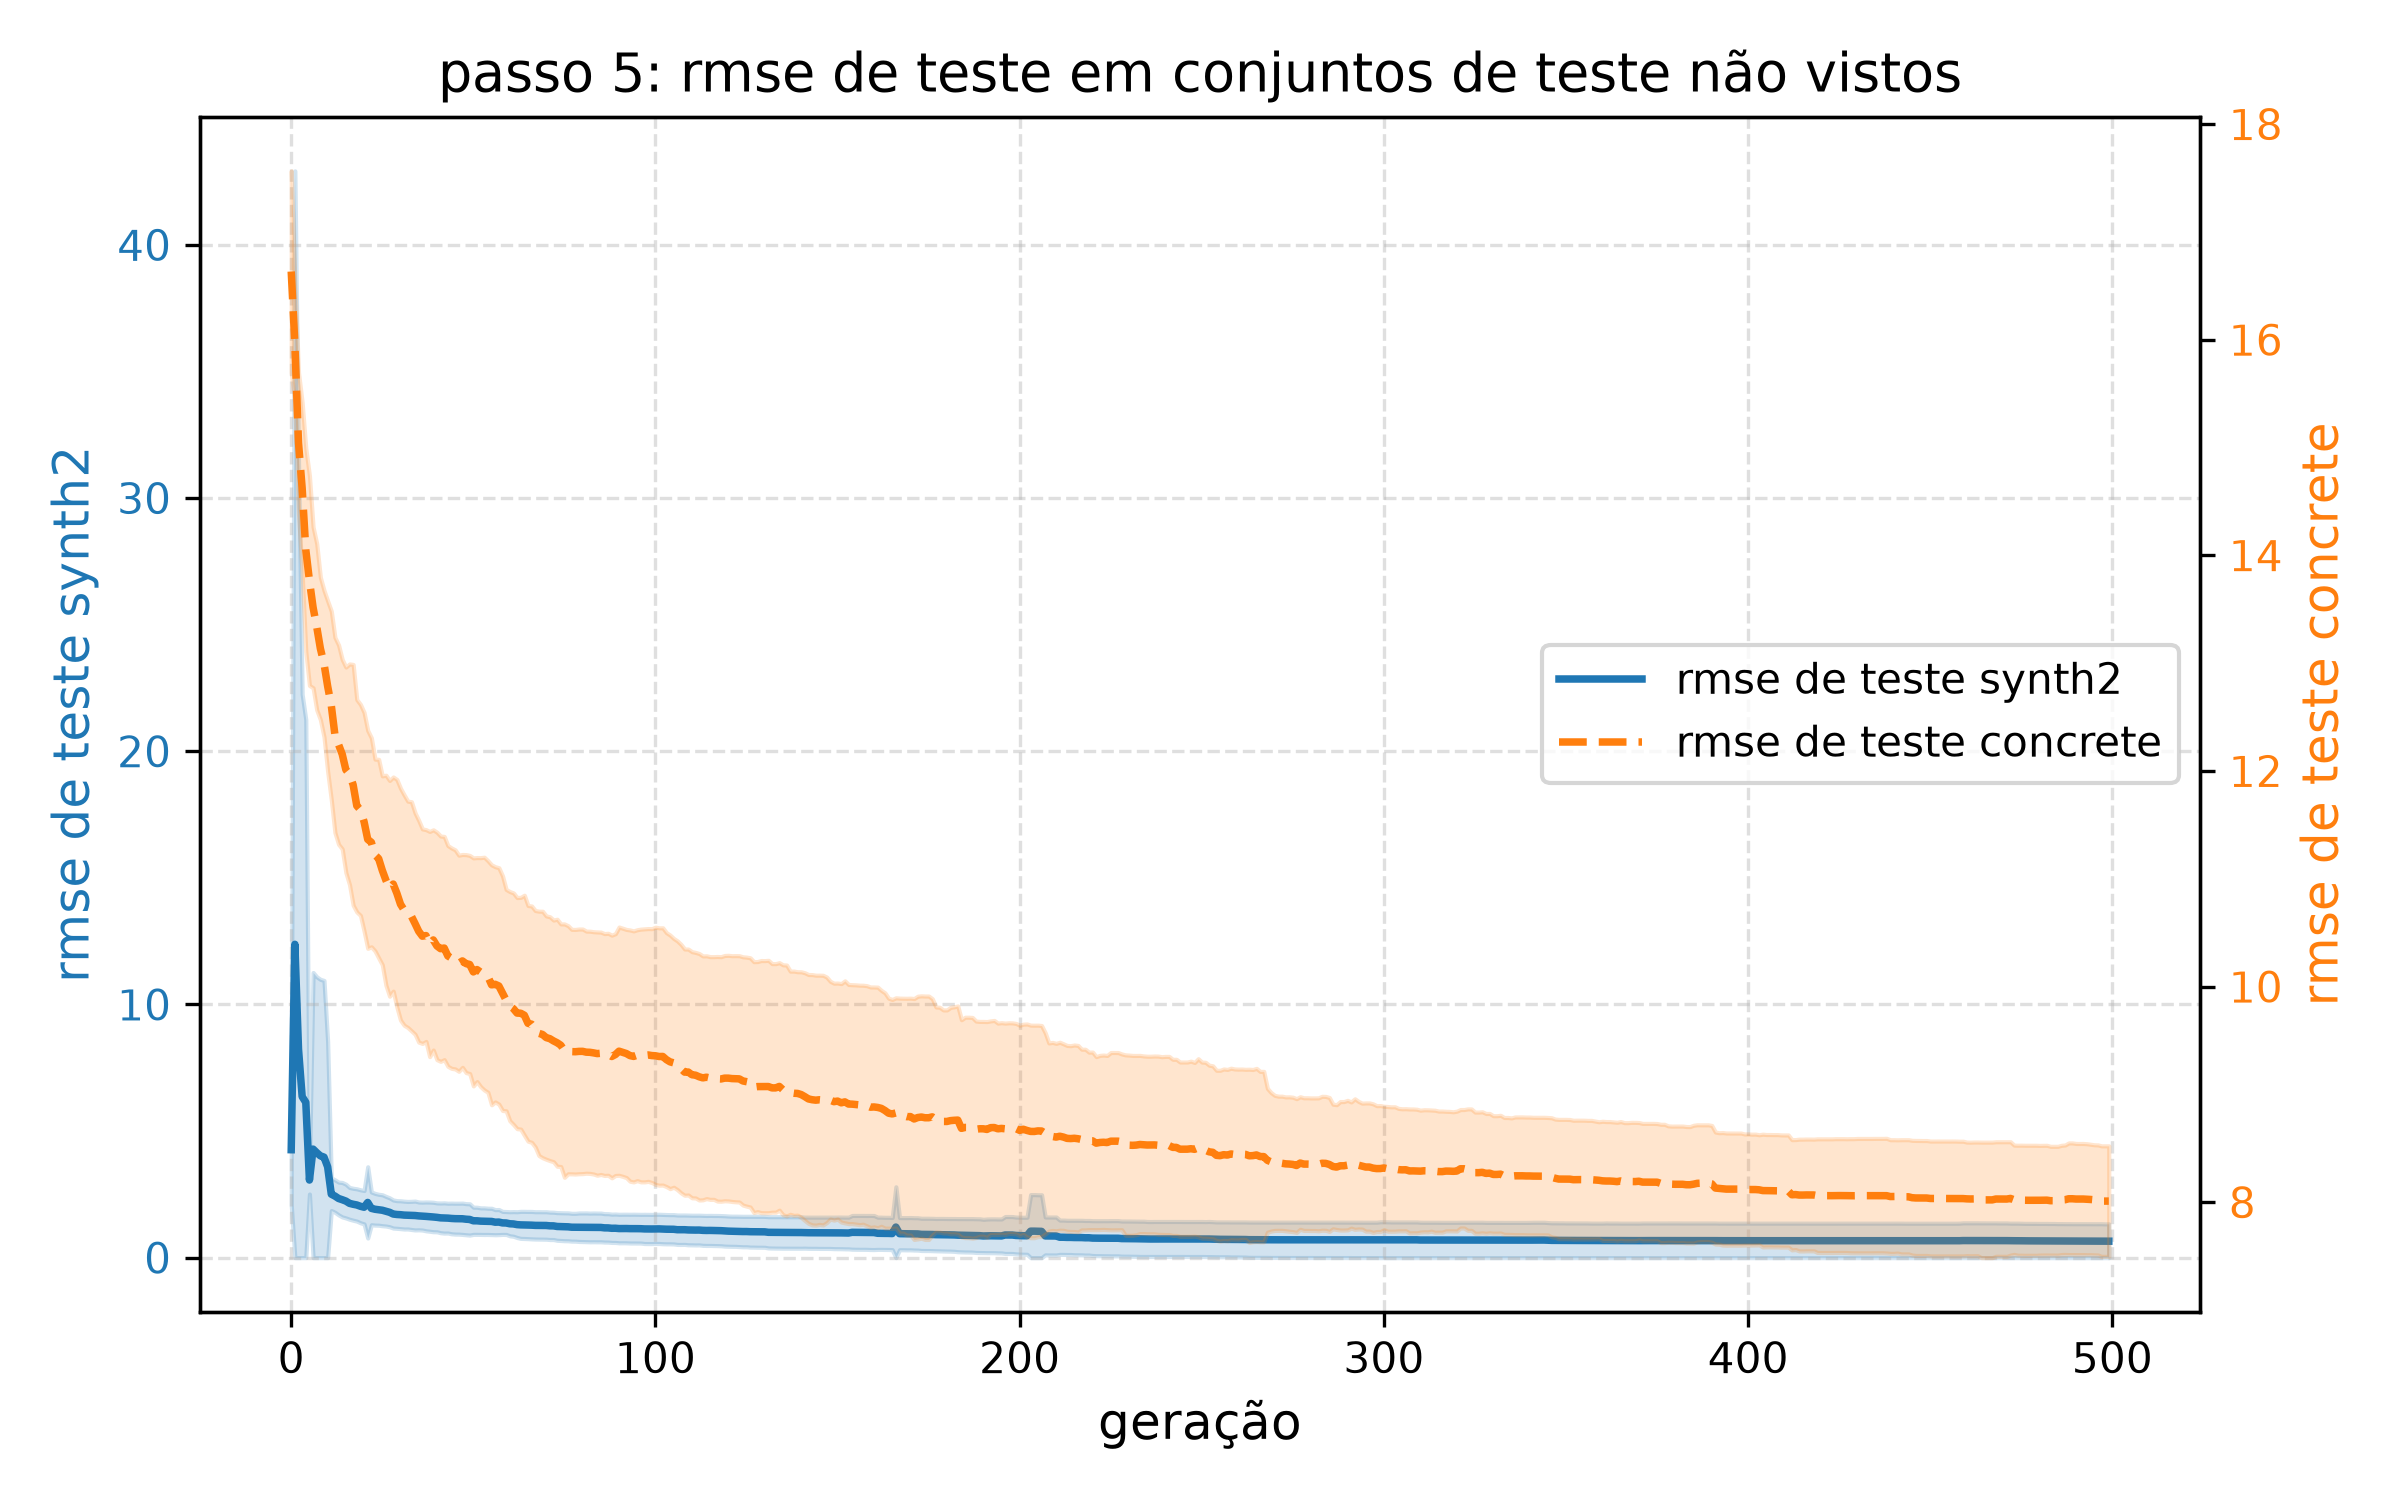 passo 5: rmse de teste em conjuntos de teste não vistos
rmse de teste synth2
40
30
20
10
0
18
16
14
12
10
8
rmse de teste concrete
rmse de teste synth2
rmse de teste concrete
0 100 200 300 400 500
geração